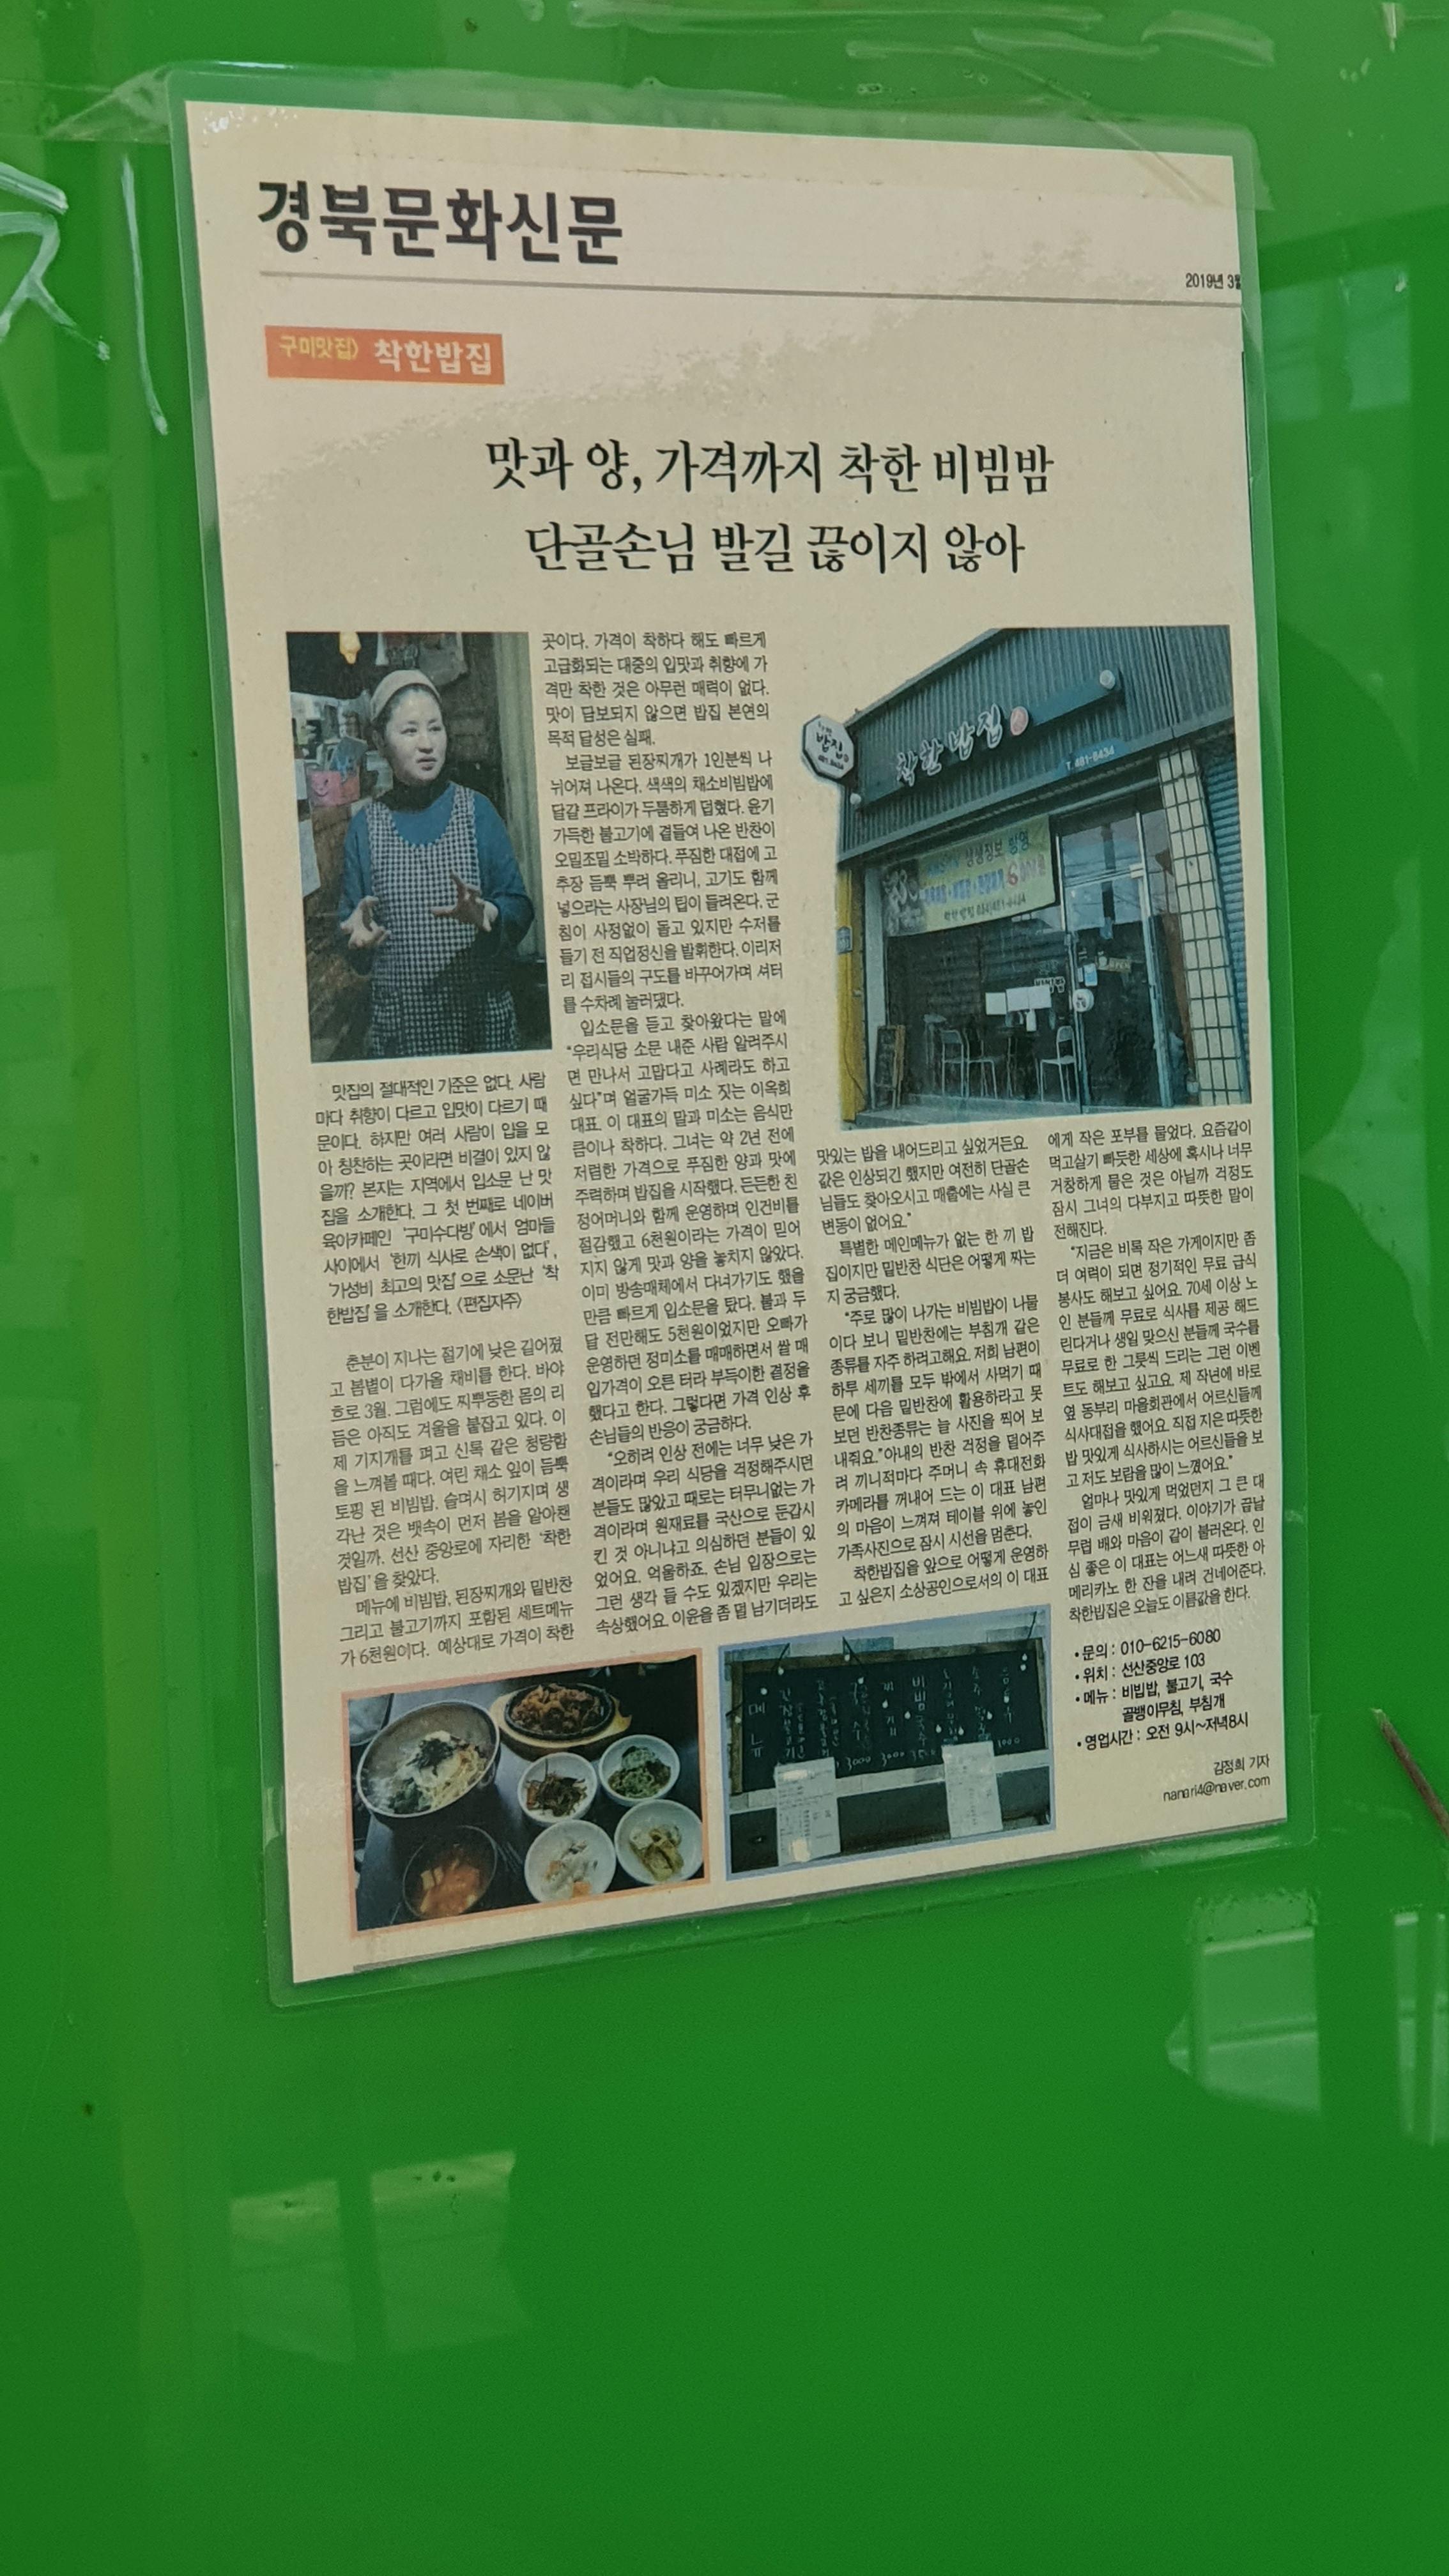 경북문화신문
2019년 3월
구미맛집〉 착한밥집
맛과 양, 가격까지 착한 비빔밤
단골손님 발길 끊이지 않아
맛집의 절대적인 기준은 없다. 사람
마다 취향이 다르고 입맛이 다르기 때
문이다. 하지만 여러 사람이 입을 모
아 칭찬하는 곳이라면 비결이 있지 않
을까? 본지는 지역에서 입소문 난 맛
집을 소개한다. 그 첫 번째로 네이버
육아카페인 '구미수다방'에서 엄마들
사이에서 '한끼 식사로 손색이 없다',
'가성비 최고의 맛집'으로 소문난 '착
한밥집'을 소개한다. 〈편집자주〉
춘분이 지나는 절기에 낮은 길어졌
고 봄볕이 다가올 채비를 한다. 바야
흐로 3월. 그럼에도 찌뿌둥한 몸의 리
듬은 아직도 겨울을 붙잡고 있다. 이
제 기지개를 펴고 신록 같은 청량함
을 느껴볼 때다. 여린 채소 잎이 듬뿍
토핑 된 비빔밥. 슬며시 허기지며 생
각난 것은 뱃속이 먼저 봄을 알아챈
것일까. 선산 중앙로에 자리한 '착한
밥집'을 찾았다.
메뉴에 비빔밥, 된장찌개와 밑반찬
그리고 불고기까지 포함된 세트메뉴
가 6천원이다. 예상대로 가격이 착한
곳이다. 가격이 착하다 해도 빠르게
고급화되는 대중의 입맛과 취향에 가
격만 착한 것은 아무런 매력이 없다.
맛이 담보되지 않으면 밥집 본연의
목적 달성은 실패.
보글보글 된장찌개가 1인분씩 나
뉘어져 나온다. 색색의 채소비빔밥에
달걀 프라이가 두툼하게 덮혔다. 윤기
가득한 불고기에 곁들여 나온 반찬이
오밀조밀 소박하다. 푸짐한 대접에 고
추장 듬뿍 뿌려 올리니, 고기도 함께
넣으라는 사장님의 팁이 들려온다. 군
침이 사정없이 돌고 있지만 수저를
들기 전 직업정신을 발휘한다. 이리저
리 접시들의 구도를 바꾸어가며 셔터
를 수차례 눌러댔다.
입소문을 듣고 찾아왔다는 말에
"우리식당 소문 내준 사람 알려주시
면 만나서 고맙다고 사례라도 하고
싶다"며 얼굴가득 미소 짓는 이옥희
대표. 이 대표의 말과 미소는 음식만
큼이나 착하다. 그녀는 약 2년 전에
저렴한 가격으로 푸짐한 양과 맛에
주력하며 밥집을 시작했다. 든든한 친
정어머니와 함께 운영하며 인건비를
절감했고 6천원이라는 가격이 믿어
지지 않게 맛과 양을 놓치지 않았다.
이미 방송매체에서 다녀가기도 했을
만큼 빠르게 입소문을 탔다. 불과 두
달 전만해도 5천원이었지만 오빠가
운영하던 정미소를 매매하면서 쌀 매
입가격이 오른 터라 부득이한 결정을
했다고 한다. 그렇다면 가격 인상 후
손님들의 반응이 궁금하다.
"오히려 인상 전에는 너무 낮은 가
격이라며 우리 식당을 걱정해주시던
분들도 많았고 때로는 터무니없는 가
격이라며 원재료를 국산으로 둔갑시
킨 것 아니냐고 의심하던 분들이 있
었어요. 억울하죠. 손님 입장으로는
그런 생각 들 수도 있겠지만 우리는
속상했어요. 이윤을 좀 덜 남기더라도
착한밥집
T. 481-8434
밥집
맛있는 밥을 내어드리고 싶었거든요.
값은 인상되긴 했지만 여전히 단골손
님들도 찾아오시고 매출에는 사실 큰
변동이 없어요."
특별한 메인메뉴가 없는 한 끼 밥
집이지만 밑반찬 식단은 어떻게 짜는
지 궁금했다.
"주로 많이 나가는 비빔밥이 나물
이다 보니 밑반찬에는 부침개 같은
종류를 자주 하려고해요. 저희 남편이
하루 세끼를 모두 밖에서 사먹기 때
문에 다음 밑반찬에 활용하라고 못
보던 반찬종류는 늘 사진을 찍어 보
내줘요." 아내의 반찬 걱정을 덜어주
려 끼니적마다 주머니 속 휴대전화
카메라를 꺼내어 드는 이 대표 남편
의 마음이 느껴져 테이블 위에 놓인
가족사진으로 잠시 시선을 멈춘다.
착한밥집을 앞으로 어떻게 운영하
고 싶은지 소상공인으로서의 이 대표
에게 작은 포부를 물었다. 요즘같이
먹고살기 빠듯한 세상에 혹시나 너무
거창하게 물은 것은 아닐까 걱정도
잠시 그녀의 다부지고 따뜻한 말이
전해진다.
"지금은 비록 작은 가게이지만 좀
더 여력이 되면 정기적인 무료 급식
봉사도 해보고 싶어요. 70세 이상 노
인 분들께 무료로 식사를 제공 해드
린다거나 생일 맞으신 분들께 국수를
무료로 한 그릇씩 드리는 그런 이벤
트도 해보고 싶고요. 제 작년에 바로
옆 동부리 마을회관에서 어르신들께
식사대접을 했어요. 직접 지은 따뜻한
밥 맛있게 식사하시는 어르신들을 보
고 저도 보람을 많이 느꼈어요."
얼마나 맛있게 먹었던지 그 큰 대
접이 금새 비워졌다. 이야기가 곱날
무렵 배와 마음이 같이 불러온다. 인
심 좋은 이 대표는 어느새 따뜻한 아
메리카노 한 잔을 내려 건네어준다.
착한밥집은 오늘도 이름값을 한다.
• 문의 : 010-6215-6080
• 위치 : 선산중앙로 103
• 메뉴 : 비빕밥, 불고기, 국수
골뱅이무침, 부침개
• 영업시간 : 오전 9시~저녁8시
김정희 기자
nanari4@naver.com